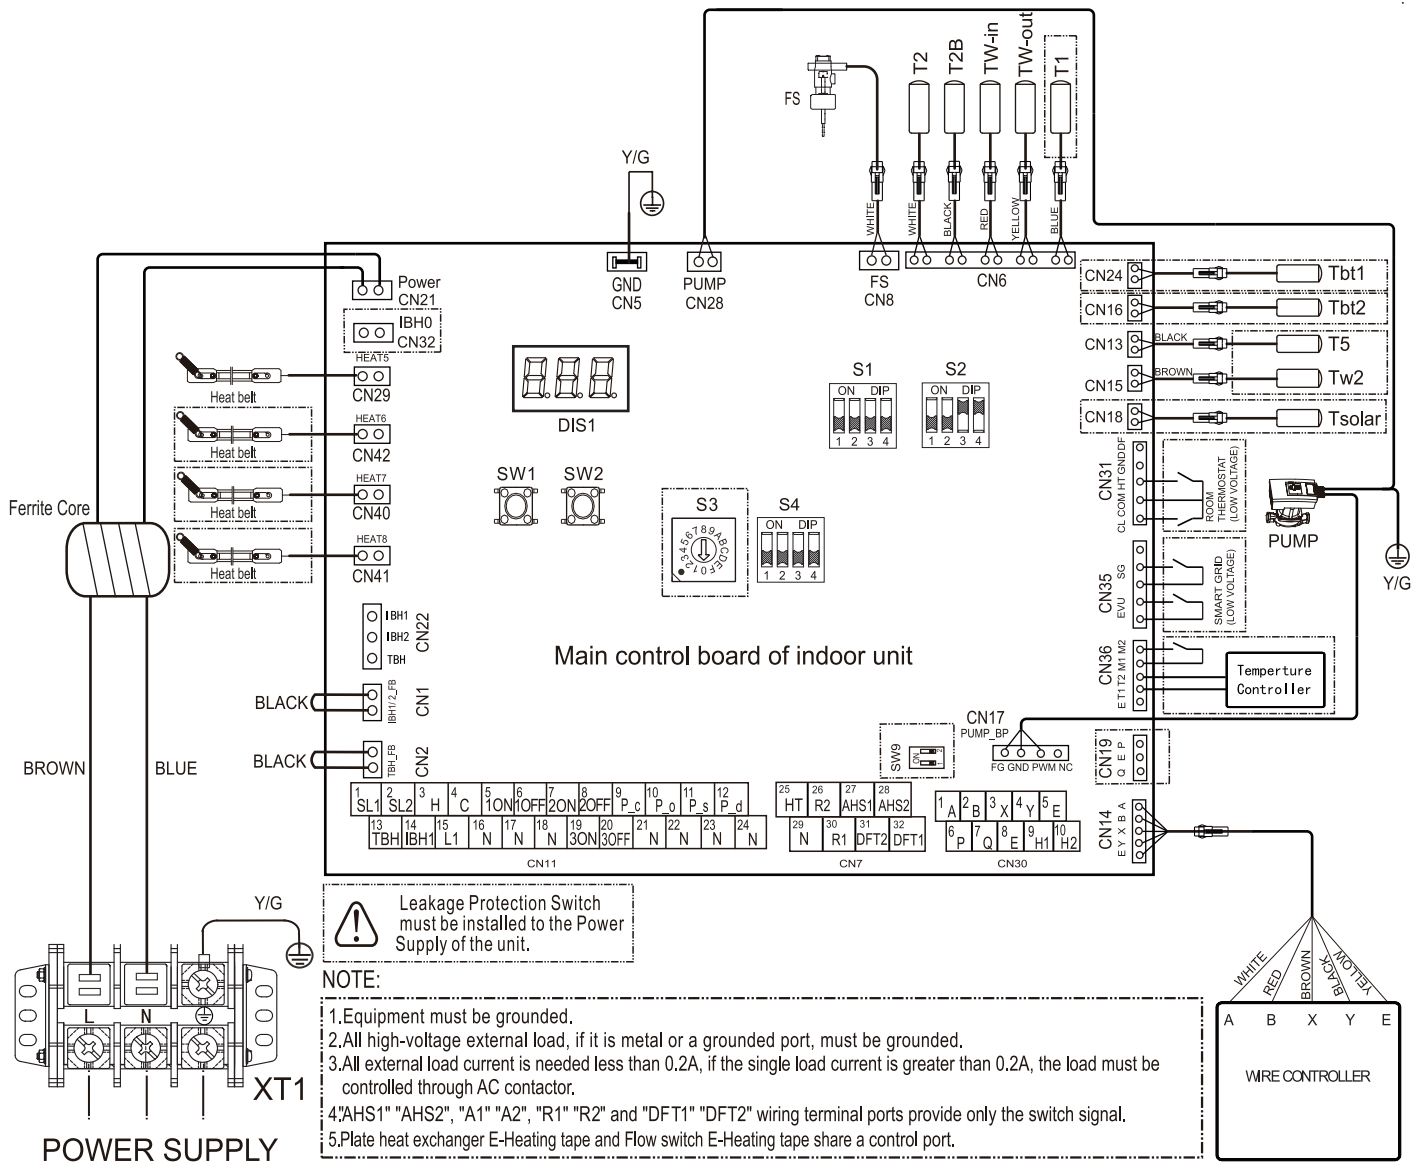 T2
T2B
TW-in
TW-out
T1
FS
Y/G
WHITE
WHITE
BLACK
RED
YELLOW
BLUE
GND
CN5
PUMP
CN28
FS
CN8
CN6
Power
CN21
IBH0
CN32
HEAT5
CN29
Heat belt
HEAT6
CN42
Heat belt
HEAT7
CN40
Heat belt
HEAT8
CN41
Heat belt
Ferrite Core
DIS1
SW1
SW2
S1
ON DIP
1 2 3 4
S2
ON DIP
1 2 3 4
S3
0123456789ABCDEF
S4
ON DIP
1 2 3 4
CN24
Tbt1
CN16
Tbt2
CN13
BLACK
T5
CN15
BROWN
Tw2
CN18
Tsolar
CN31
CL COM HT GND DF
ROOM
THERMOSTAT
(LOW VOLTAGE)
PUMP
Y/G
CN35
EVU SG
SMART GRID
(LOW VOLTAGE)
CN36
E T1 T2 M1 M2
Temperture
Controller
IBH1
IBH2
TBH
CN22
Main control board of indoor unit
BLACK
IBH1/2_FB
CN1
BLACK
TBH_FB
CN2
BROWN
BLUE
SW9
ON
1 2
CN17
PUMP_BP
FG GND PWM NC
CN19
Q E P
1 SL1 2 SL2 3 H 4 C 5 1ON 6 1OFF 7 2ON 8 2OFF 9 P_c 10 P_o 11 P_s 12 P_d
13 TBH 14 IBH1 15 L1 16 N 17 N 18 N 19 3ON 20 3OFF 21 N 22 N 23 N 24 N
CN11
25 HT 26 R2 27 AHS1 28 AHS2
29 N 30 R1 31 DFT2 32 DFT1
CN7
1 A 2 B 3 X 4 Y 5 E
6 P 7 Q 8 E 9 H1 10 H2
CN30
CN14
E Y X B A
Leakage Protection Switch
must be installed to the Power
Supply of the unit.
Y/G
L
N
XT1
POWER SUPPLY
NOTE:
1.Equipment must be grounded.
2.All high-voltage external load, if it is metal or a grounded port, must be grounded.
3.All external load current is needed less than 0.2A, if the single load current is greater than 0.2A, the load must be
controlled through AC contactor.
4."AHS1" "AHS2", "A1" "A2", "R1" "R2" and "DFT1" "DFT2" wiring terminal ports provide only the switch signal.
5.Plate heat exchanger E-Heating tape and Flow switch E-Heating tape share a control port.
WHITE
RED
BROWN
BLACK
YELLOW
A B X Y E
WIRE CONTROLLER